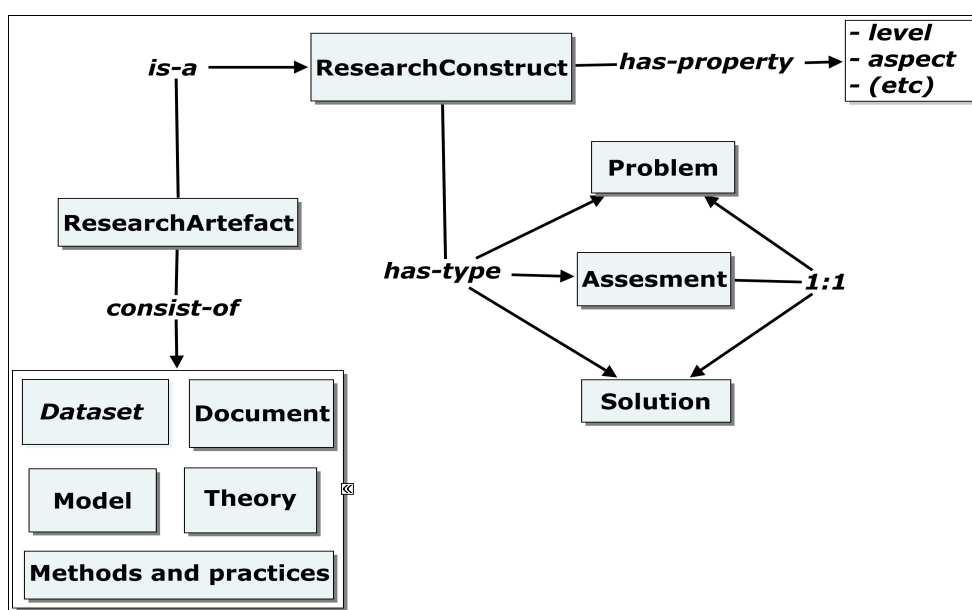 is-a
ResearchConstruct
has-property
- level
- aspect
- (etc)
Problem
ResearchArtefact
has-type
Assesment
1:1
consist-of
Solution
Dataset
Document
Model
Theory
Methods and practices